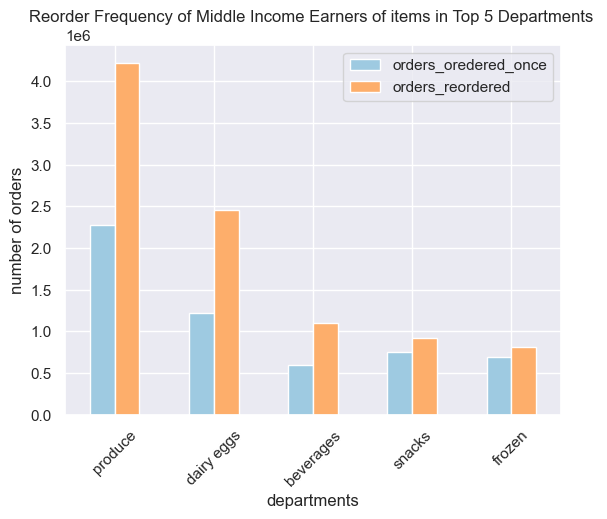 Reorder Frequency of Middle Income Earners of items in Top 5 Departments
1e6
orders_oredered_once
orders_reordered
4.0
3.5
3.0
2.5
2.0
1.5
1.0
0.5
0.0
number of orders
produce
dairy eggs
beverages
snacks
frozen
departments